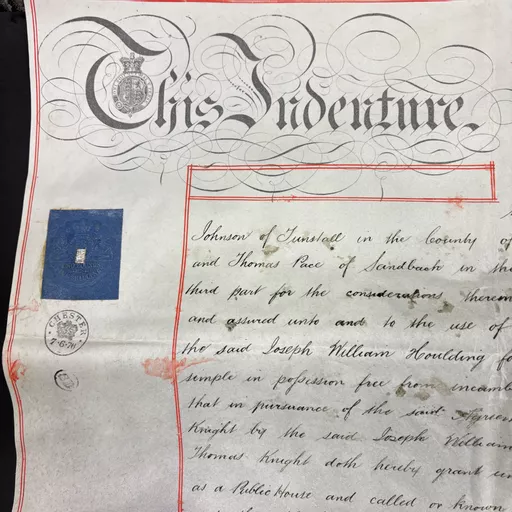 This Indenture.
Johnson of Tunstall in the County of
and Thomas Pace of Sandbach in the
third part for the considerations therein
and assured unto and to the use of
the said Joseph William Houlding
simple in possession free from incumb
that in pursuance of the said Agreem
Knight by the said Joseph William
Thomas Knight doth hereby grant un
as a Public House and called or known
CHESTER